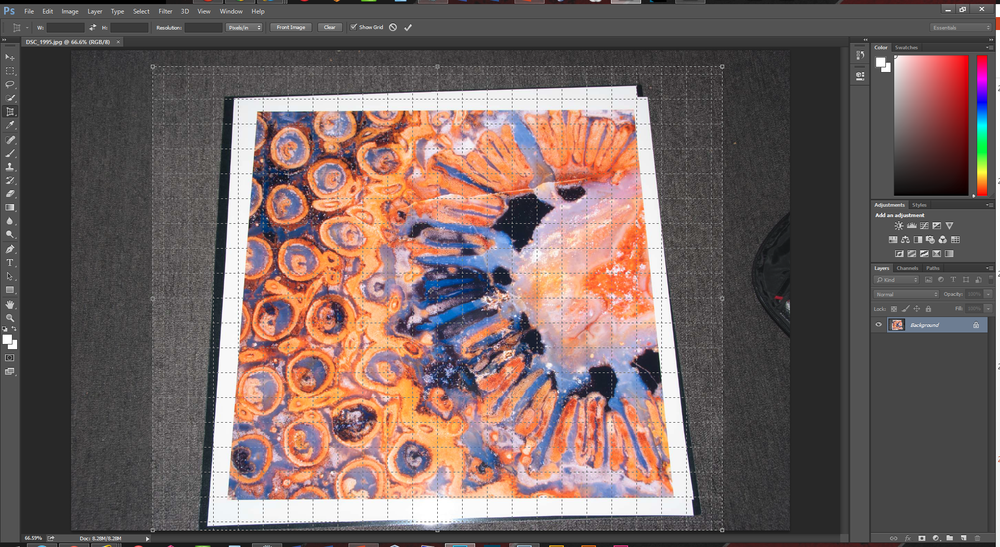 Ps File Edit Image Layer Type Select Filter 3D View Window Help
W: H: Resolution: Pixels/in Front Image Clear Show Grid Essentials
DSC_1995.jpg @ 66.6% (RGB/8) ×
Color Swatches
Adjustments Styles
Add an adjustment
Layers Channels Paths
Kind
Normal Opacity: 100%
Lock: Fill: 100%
Background
66.59% Doc: 8.28M/8.28M